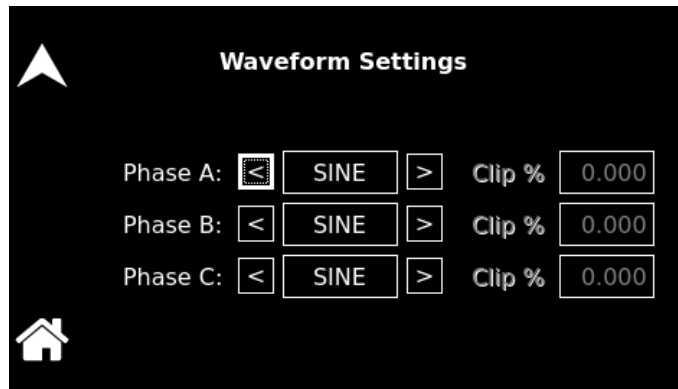 Waveform Settings
Phase A: < SINE > Clip % 0.000
Phase B: < SINE > Clip % 0.000
Phase C: < SINE > Clip % 0.000